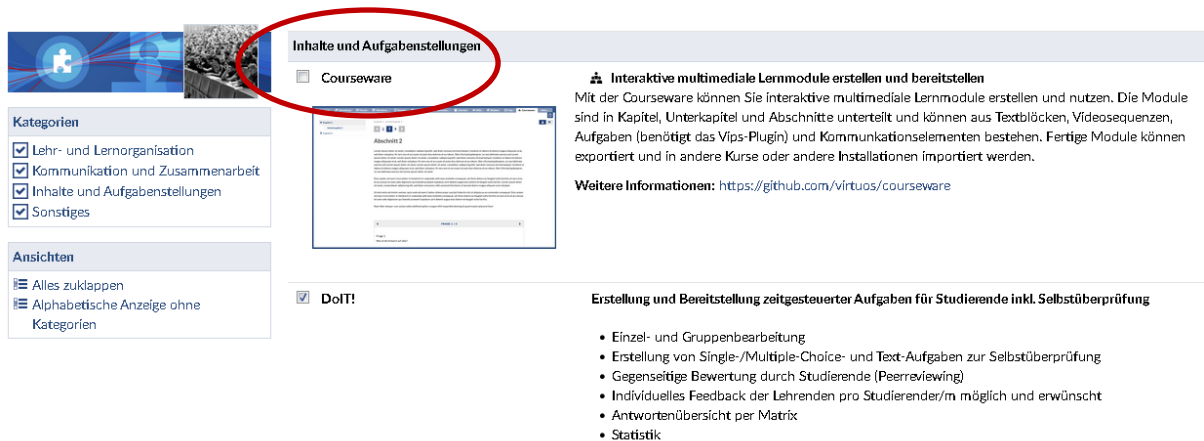 Kategorien
Lehr- und Lernorganisation
Kommunikation und Zusammenarbeit
Inhalte und Aufgabenstellungen
Sonstiges
Ansichten
Alles zuklappen
Alphabetische Anzeige ohne
Kategorien
Inhalte und Aufgabenstellungen
Courseware
Abschnitt 2
Interaktive multimediale Lernmodule erstellen und bereitstellen
Mit der Courseware können Sie interaktive multimediale Lernmodule erstellen und nutzen. Die Module
sind in Kapitel, Unterkapitel und Abschnitte unterteilt und können aus Textblöcken, Videosequenzen,
Aufgaben (benötigt das Vips-Plugin) und Kommunkationselementen bestehen. Fertige Module können
exportiert und in andere Kurse oder andere Installationen importiert werden.
Weitere Informationen: https://github.com/virtuos/courseware
DoIT!
Erstellung und Bereitstellung zeitgesteuerter Aufgaben für Studierende inkl. Selbstüberprüfung
• Einzel- und Gruppenbearbeitung
• Erstellung von Single-/Multiple-Choice- und Text-Aufgaben zur Selbstüberprüfung
• Gegenseitige Bewertung durch Studierende (Peerreviewing)
• Individuelles Feedback der Lehrenden pro Studierender/m möglich und erwünscht
• Antwortenübersicht per Matrix
• Statistik